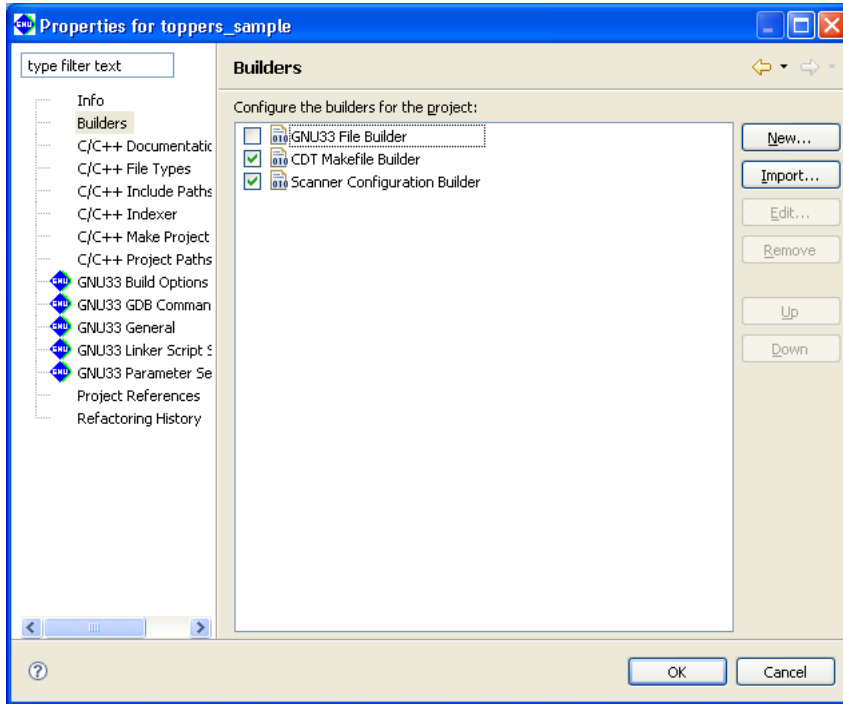 Properties for toppers_sample
type filter text
Info
Builders
C/C++ Documentatic
C/C++ File Types
C/C++ Include Paths
C/C++ Indexer
C/C++ Make Project
C/C++ Project Paths
GNU33 Build Options
GNU33 GDB Comman
GNU33 General
GNU33 Linker Script S
GNU33 Parameter Se
Project References
Refactoring History
Builders
Configure the builders for the project:
GNU33 File Builder
CDT Makefile Builder
Scanner Configuration Builder
New...
Import...
Edit...
Remove
Up
Down
OK
Cancel